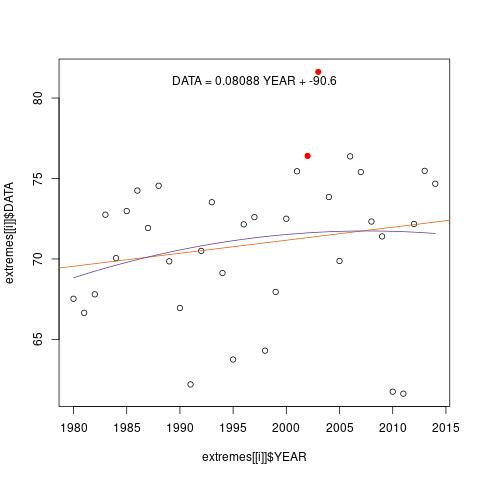 DATA = 0.08088 YEAR + -90.6
80
75
70
65
extremes[[i]]$DATA
1980 1985 1990 1995 2000 2005 2010 2015
extremes[[i]]$YEAR